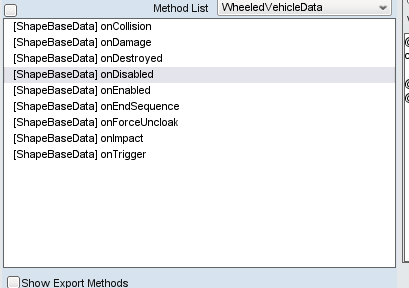 Method List WheeledVehicleData
[ShapeBaseData] onCollision
[ShapeBaseData] onDamage
[ShapeBaseData] onDestroyed
[ShapeBaseData] onDisabled
[ShapeBaseData] onEnabled
[ShapeBaseData] onEndSequence
[ShapeBaseData] onForceUncloak
[ShapeBaseData] onImpact
[ShapeBaseData] onTrigger
Show Export Methods